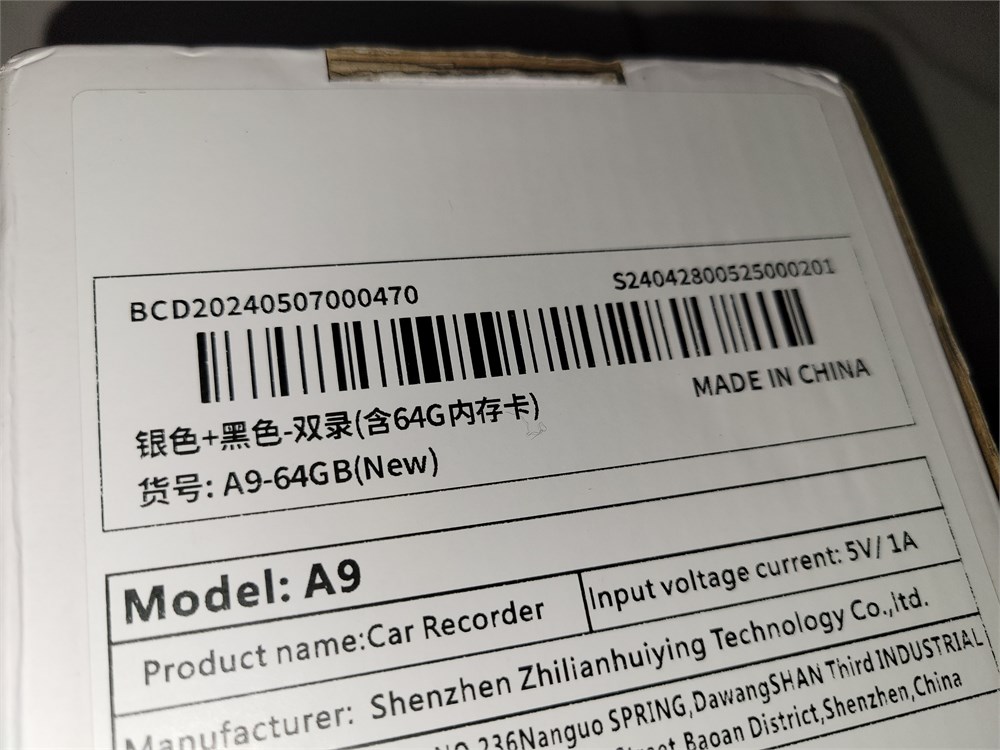 BCD20240507000470 S24042800525000201
MADE IN CHINA
银色+黑色-双录(含64G内存卡)
货号: A9-64GB(New)
Model: A9
Product name:Car Recorder Input voltage current: 5V/ 1A
Manufacturer: Shenzhen Zhilianhuiying Technology Co.,ltd.
NO.236Nanguo SPRING,DawangSHAN Third INDUSTRIAL
Street Baoan District,Shenzhen,China